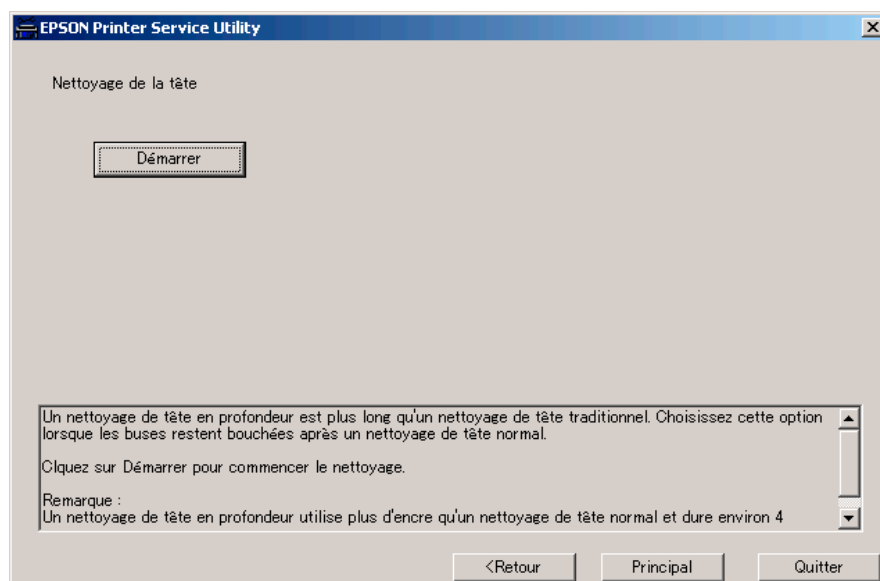 EPSON Printer Service Utility
Nettoyage de la tête
Démarrer
Un nettoyage de tête en profondeur est plus long qu'un nettoyage de tête traditionnel. Choisissez cette option
lorsque les buses restent bouchées après un nettoyage de tête normal.
Clquez sur Démarrer pour commencer le nettoyage.
Remarque :
Un nettoyage de tête en profondeur utilise plus d'encre qu'un nettoyage de tête normal et dure environ 4
<Retour
Principal
Quitter